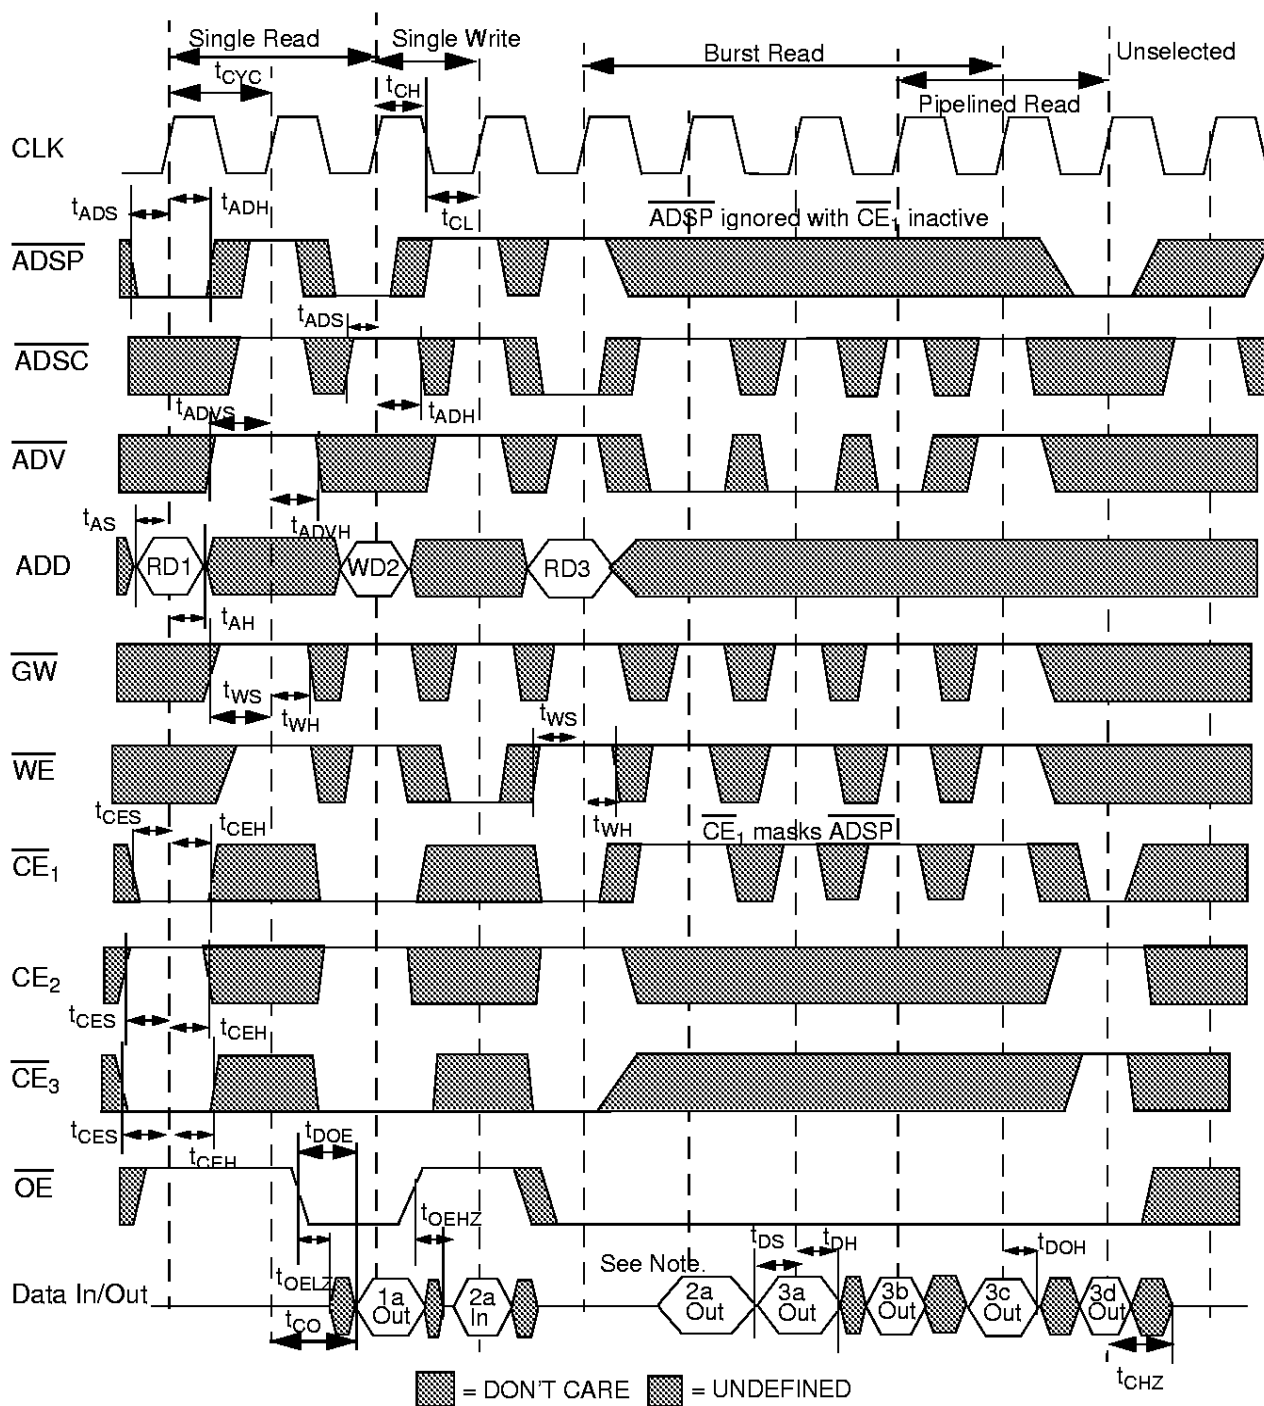 Single Read
Single Write
Burst Read
Unselected
tCYC
tCH
Pipelined Read
CLK
tADS
tADH
tCL
ADSP ignored with CE1 inactive
ADSP
tADS
ADSC
tADVS
tADH
ADV
tAS
tADVH
ADD
RD1
WD2
RD3
tAH
GW
tWS
tWH
tWS
WE
tCES
tCEH
tWH
CE1 masks ADSP
CE1
CE2
tCES
tCEH
CE3
tCES
tCEH
tDOE
OE
tOEHZ
tDS
tDH
tDOH
See Note.
tOELZ
Data In/Out
1a Out
2a In
2a Out
3a Out
3b Out
3c Out
3d Out
tCO
tCHZ
= DON'T CARE
= UNDEFINED